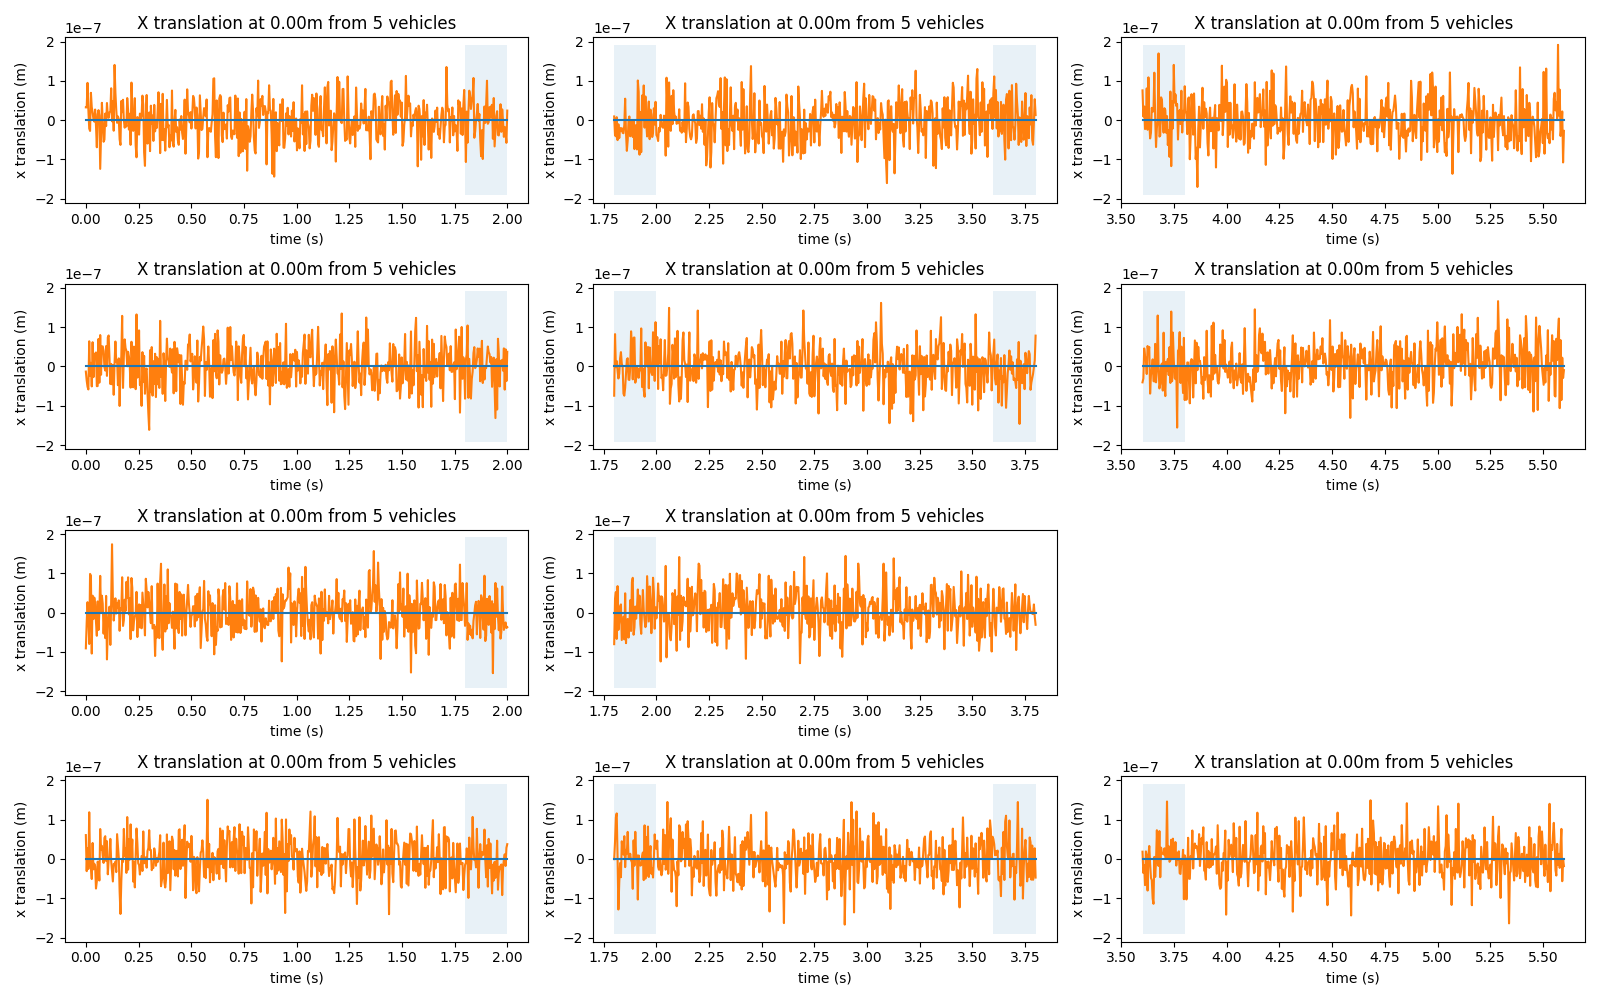 X translation at 0.00m from 5 vehicles
1e−7
x translation (m)
2
1
0
−1
−2
0.00 0.25 0.50 0.75 1.00 1.25 1.50 1.75 2.00
time (s)
X translation at 0.00m from 5 vehicles
1e−7
x translation (m)
2
1
0
−1
−2
1.75 2.00 2.25 2.50 2.75 3.00 3.25 3.50 3.75
time (s)
X translation at 0.00m from 5 vehicles
1e−7
x translation (m)
2
1
0
−1
−2
3.50 3.75 4.00 4.25 4.50 4.75 5.00 5.25 5.50
time (s)
X translation at 0.00m from 5 vehicles
1e−7
x translation (m)
2
1
0
−1
−2
0.00 0.25 0.50 0.75 1.00 1.25 1.50 1.75 2.00
time (s)
X translation at 0.00m from 5 vehicles
1e−7
x translation (m)
2
1
0
−1
−2
1.75 2.00 2.25 2.50 2.75 3.00 3.25 3.50 3.75
time (s)
X translation at 0.00m from 5 vehicles
1e−7
x translation (m)
2
1
0
−1
−2
3.50 3.75 4.00 4.25 4.50 4.75 5.00 5.25 5.50
time (s)
X translation at 0.00m from 5 vehicles
1e−7
x translation (m)
2
1
0
−1
−2
0.00 0.25 0.50 0.75 1.00 1.25 1.50 1.75 2.00
time (s)
X translation at 0.00m from 5 vehicles
1e−7
x translation (m)
2
1
0
−1
−2
1.75 2.00 2.25 2.50 2.75 3.00 3.25 3.50 3.75
time (s)
X translation at 0.00m from 5 vehicles
1e−7
x translation (m)
2
1
0
−1
−2
0.00 0.25 0.50 0.75 1.00 1.25 1.50 1.75 2.00
time (s)
X translation at 0.00m from 5 vehicles
1e−7
x translation (m)
2
1
0
−1
−2
1.75 2.00 2.25 2.50 2.75 3.00 3.25 3.50 3.75
time (s)
X translation at 0.00m from 5 vehicles
1e−7
x translation (m)
2
1
0
−1
−2
3.50 3.75 4.00 4.25 4.50 4.75 5.00 5.25 5.50
time (s)